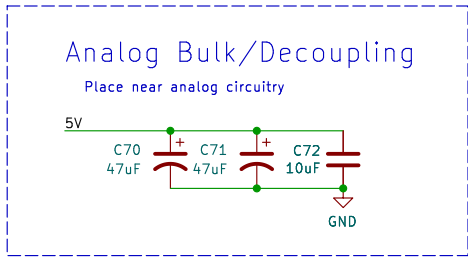 Analog Bulk/Decoupling
Place near analog circuitry
5V
+
+
C70
C71
C72
47uF
47uF
10uF
GND